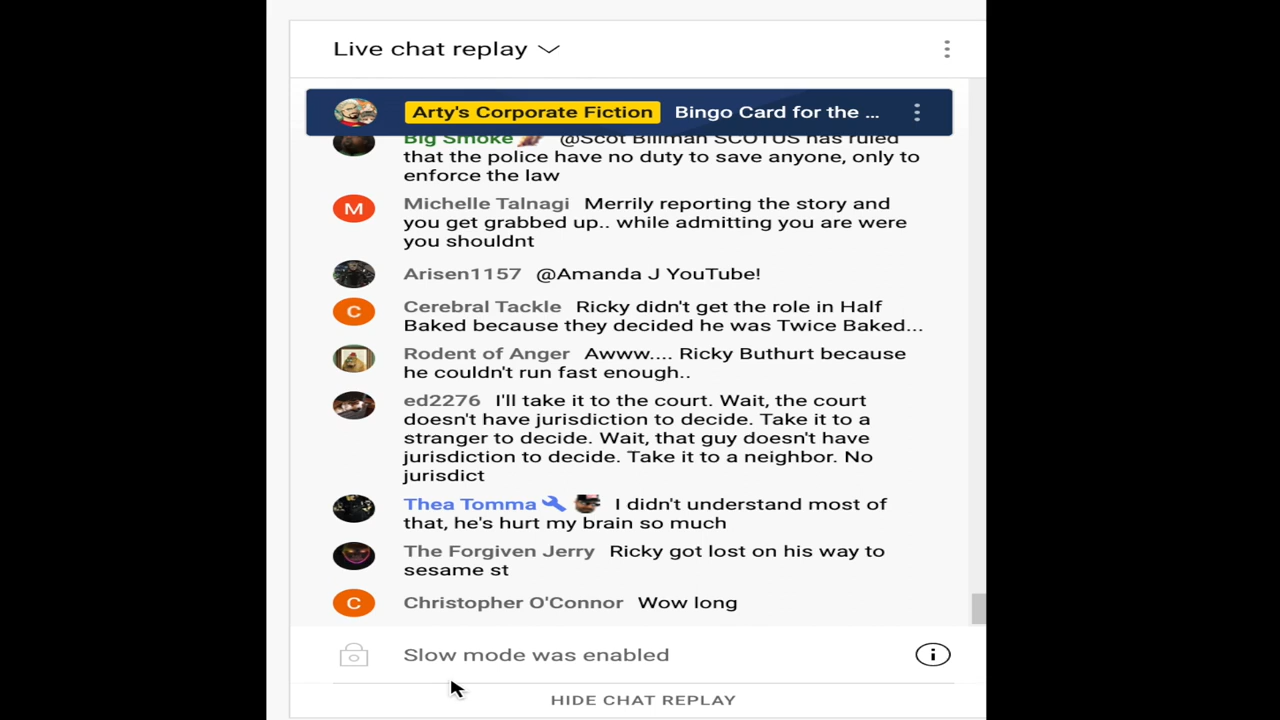 Live chat replay
Arty's Corporate Fiction Bingo Card for the ...
Big Smoke @Scot Billman SCOTUS has ruled
that the police have no duty to save anyone, only to
enforce the law
M Michelle Talnagi Merrily reporting the story and
you get grabbed up.. while admitting you are were
you shouldnt
Arisen1157 @Amanda J YouTube!
C Cerebral Tackle Ricky didn't get the role in Half
Baked because they decided he was Twice Baked...
Rodent of Anger Awww.... Ricky Buthurt because
he couldn't run fast enough..
ed2276 I'll take it to the court. Wait, the court
doesn't have jurisdiction to decide. Take it to a
stranger to decide. Wait, that guy doesn't have
jurisdiction to decide. Take it to a neighbor. No
jurisdict
Thea Tomma I didn't understand most of
that, he's hurt my brain so much
The Forgiven Jerry Ricky got lost on his way to
sesame st
C Christopher O'Connor Wow long
Slow mode was enabled
HIDE CHAT REPLAY